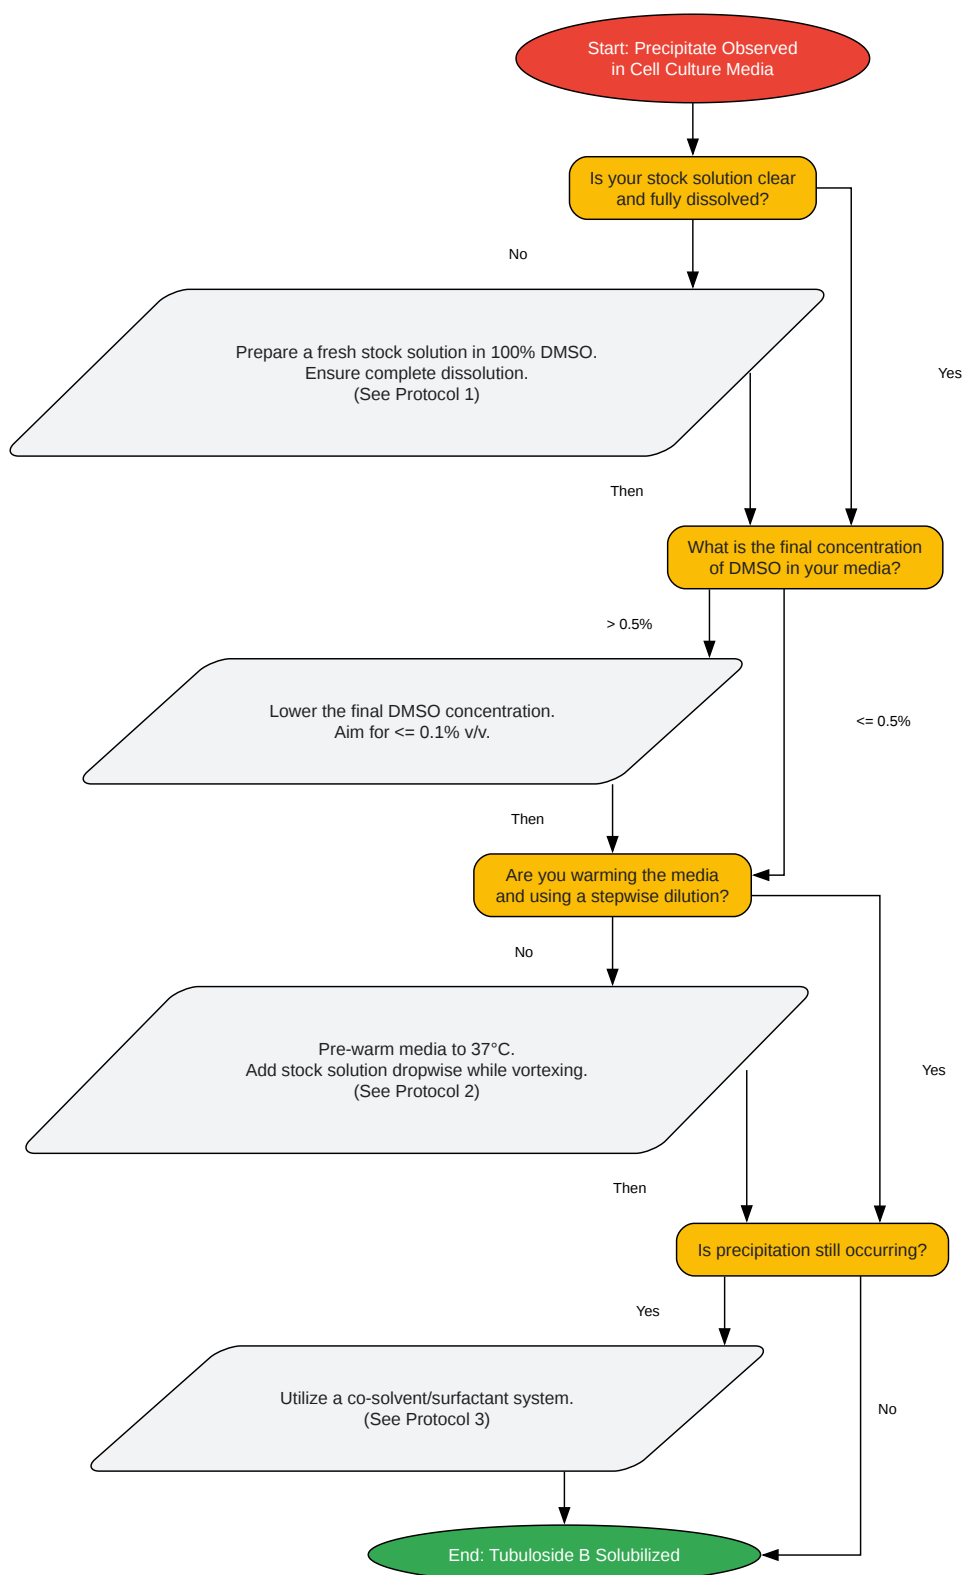 Start: Precipitate Observed
in Cell Culture Media
Is your stock solution clear
and fully dissolved?
No
Prepare a fresh stock solution in 100% DMSO.
Ensure complete dissolution.
(See Protocol 1)
Yes
Then
What is the final concentration
of DMSO in your media?
> 0.5%
Lower the final DMSO concentration.
Aim for <= 0.1% v/v.
<= 0.5%
Then
Are you warming the media
and using a stepwise dilution?
No
Pre-warm media to 37°C.
Add stock solution dropwise while vortexing.
(See Protocol 2)
Yes
Then
Is precipitation still occurring?
Yes
Utilize a co-solvent/surfactant system.
(See Protocol 3)
No
End: Tubuloside B Solubilized